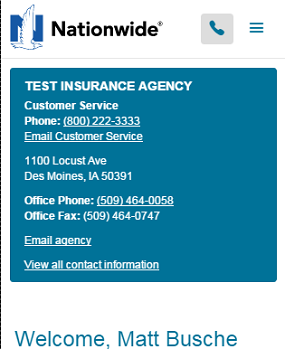 Nationwide®
TEST INSURANCE AGENCY
Customer Service
Phone: (800) 222-3333
Email Customer Service
1100 Locust Ave
Des Moines, IA 50391
Office Phone: (509) 464-0058
Office Fax: (509) 464-0747
Email agency
View all contact information
Welcome, Matt Busche